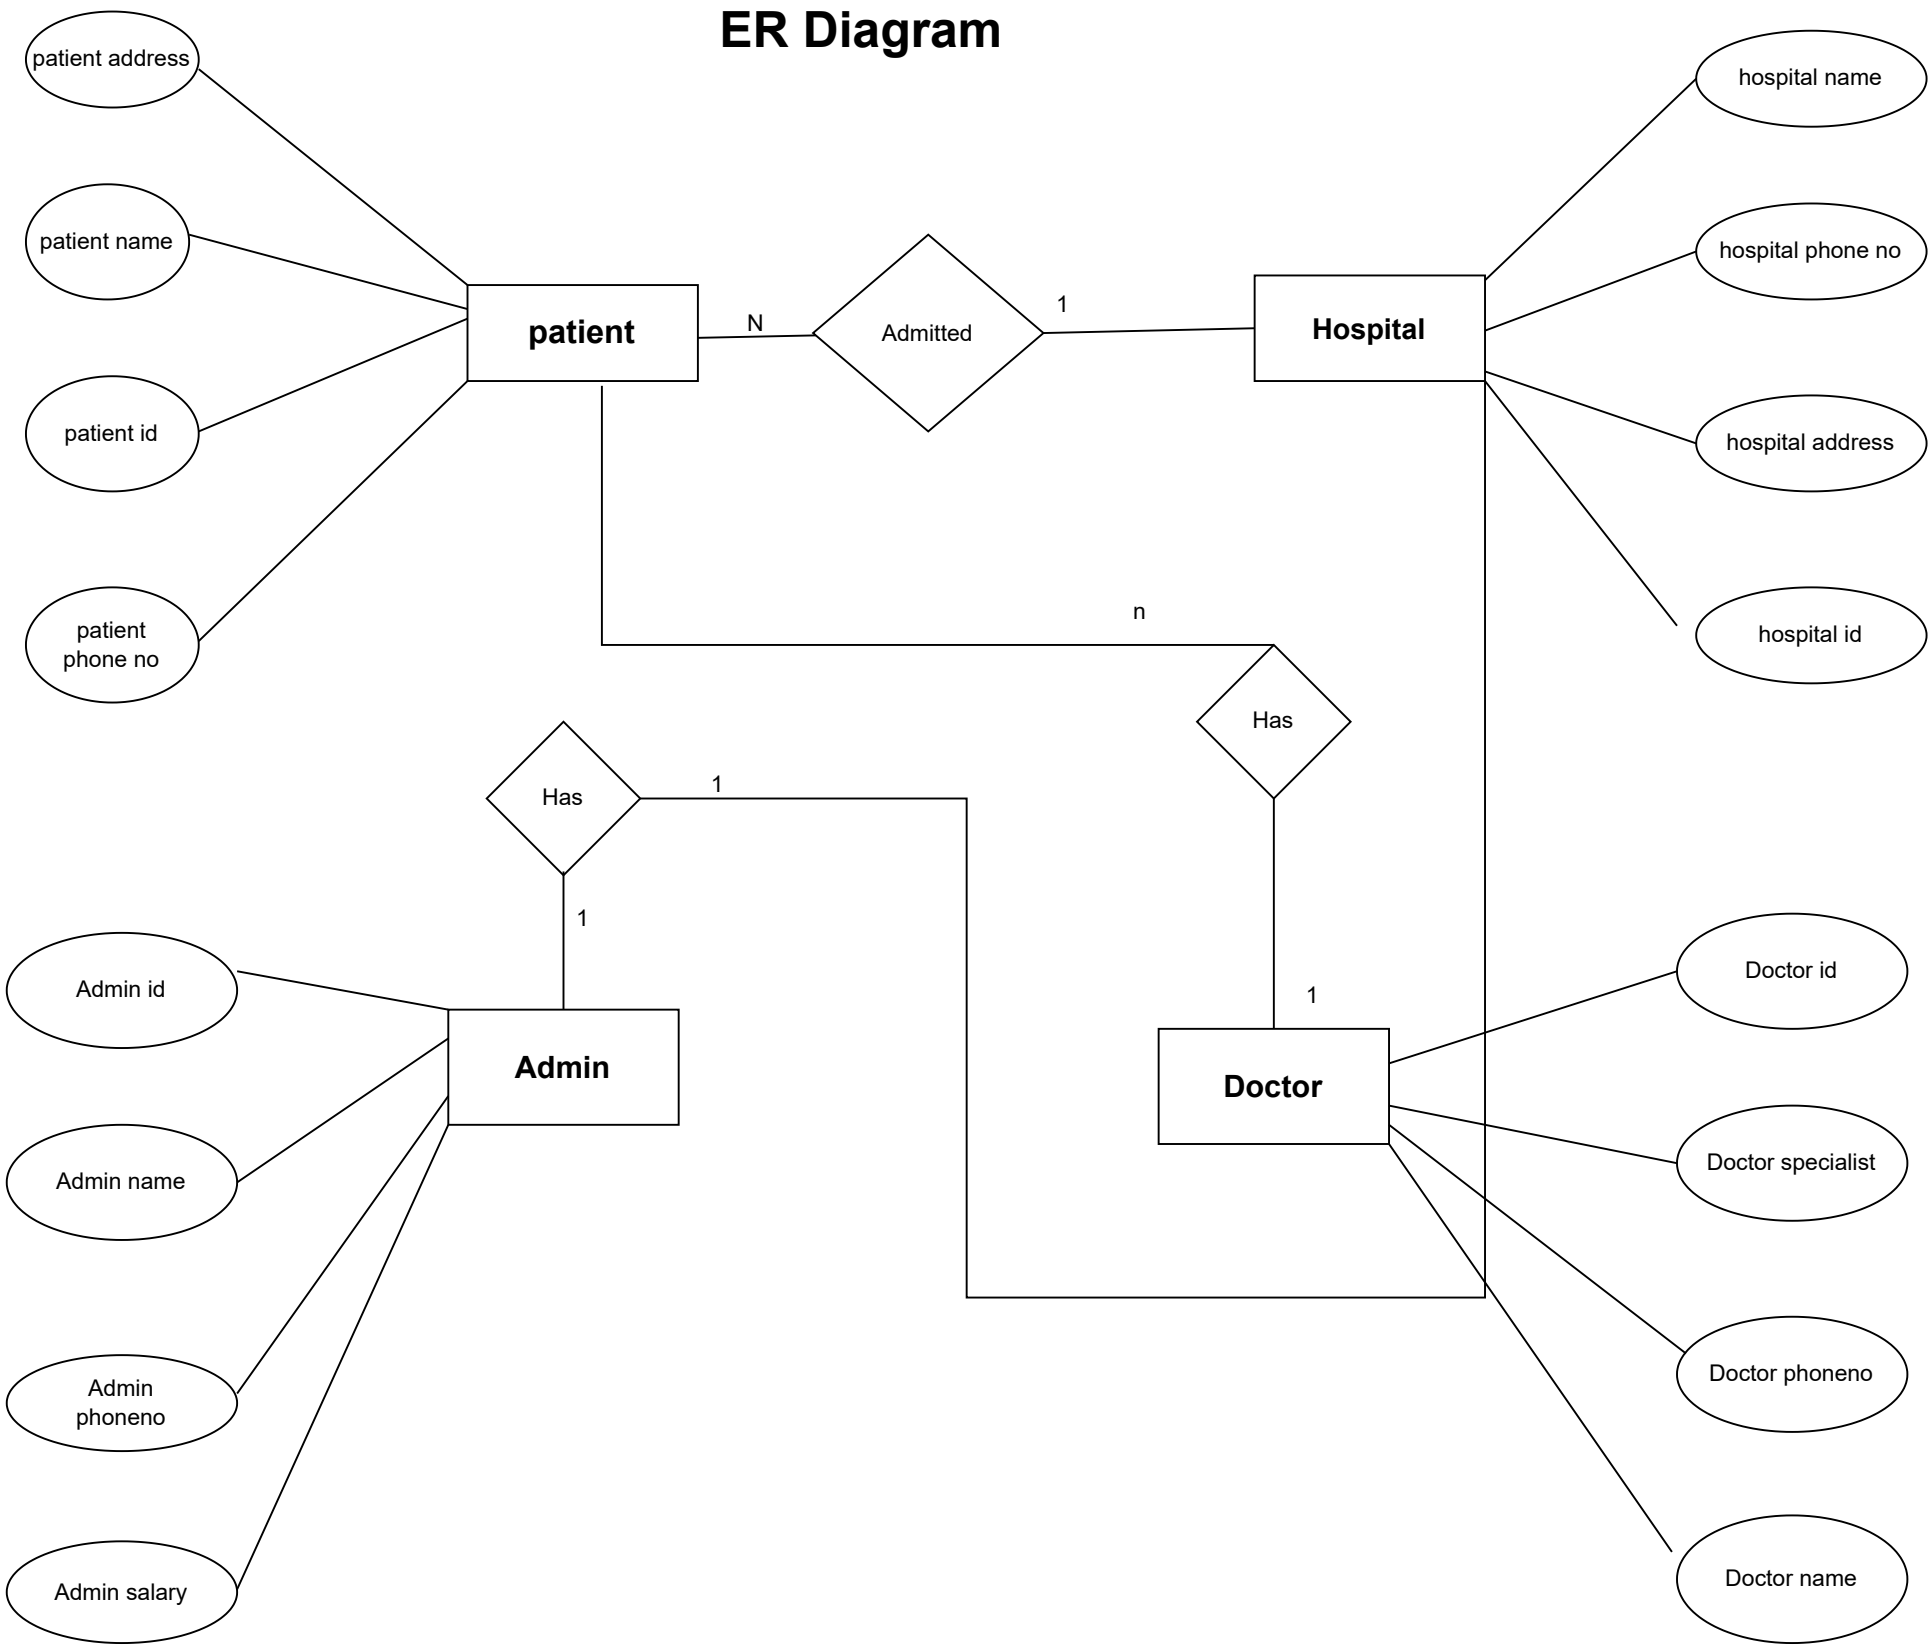 ER Diagram
patient address
hospital name
patient name
hospital phone no
patient
N
Admitted
1
Hospital
patient id
hospital address
patient
phone no
n
hospital id
Has
Has
1
1
Admin id
Doctor id
1
Admin
Doctor
Admin name
Doctor specialist
Admin
phoneno
Doctor phoneno
Admin salary
Doctor name